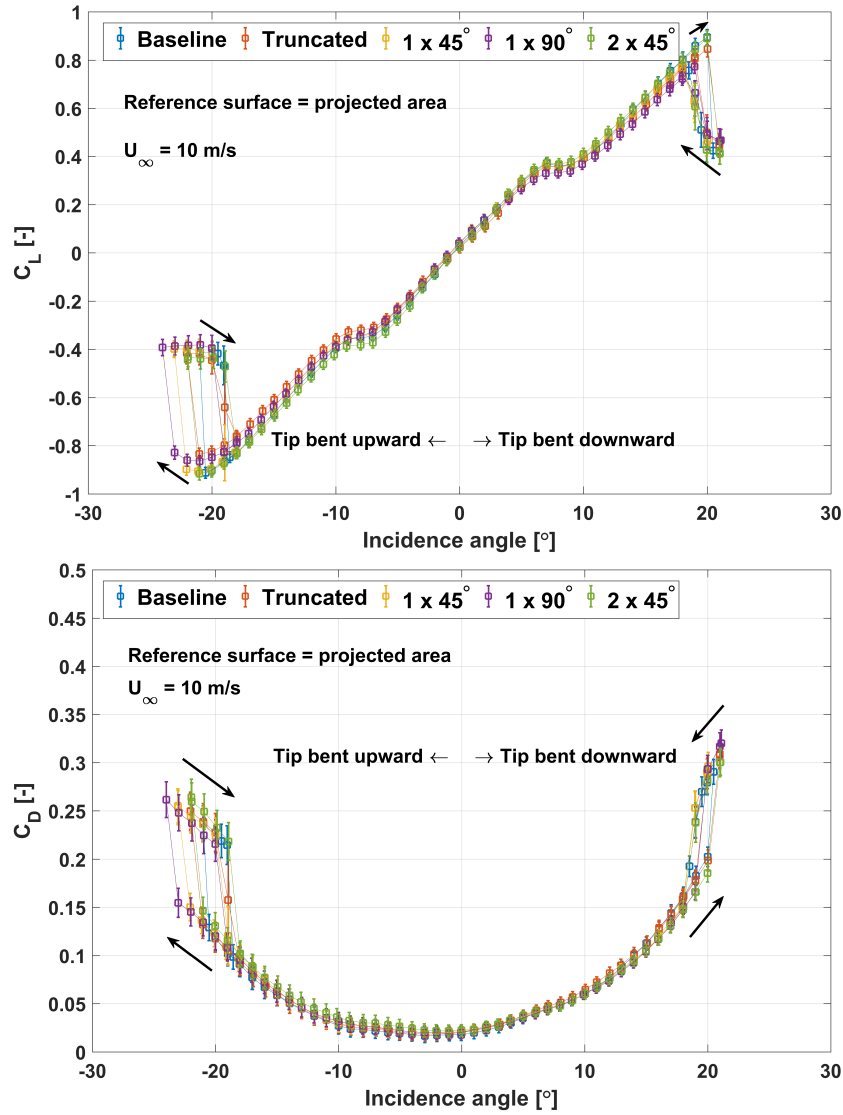 1
0.8
0.6
0.4
0.2
0
-0.2
-0.4
-0.6
-0.8
-1
C_L [-]
Baseline Truncated 1 x 45° 1 x 90° 2 x 45°
Reference surface = projected area
U_∞ = 10 m/s
Tip bent upward ← → Tip bent downward
-30 -20 -10 0 10 20 30
Incidence angle [°]
0.5
0.45
0.4
0.35
0.3
0.25
0.2
0.15
0.1
0.05
0
C_D [-]
Baseline Truncated 1 x 45° 1 x 90° 2 x 45°
Reference surface = projected area
U_∞ = 10 m/s
Tip bent upward ← → Tip bent downward
-30 -20 -10 0 10 20 30
Incidence angle [°]